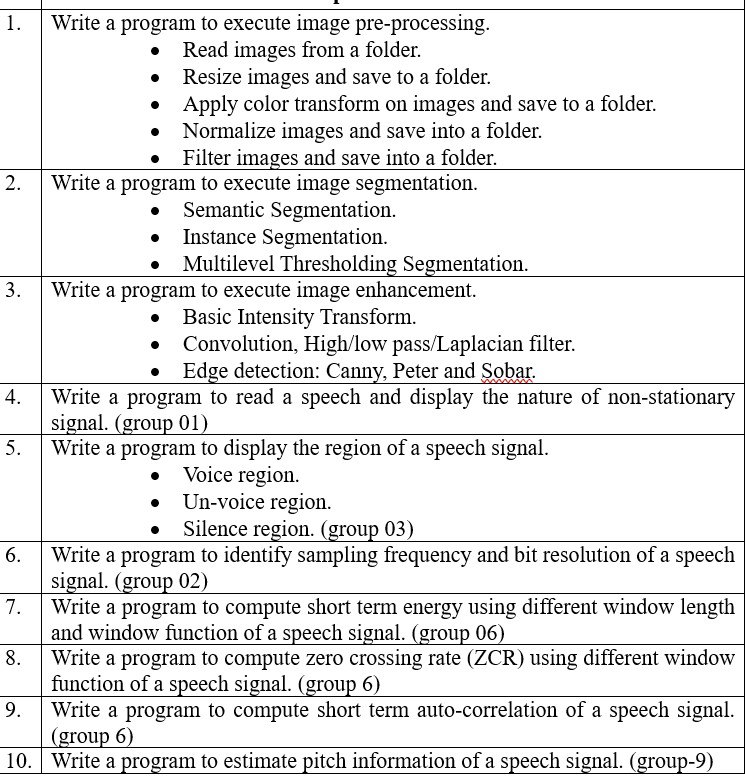 1. Write a program to execute image pre-processing.
• Read images from a folder.
• Resize images and save to a folder.
• Apply color transform on images and save to a folder.
• Normalize images and save into a folder.
• Filter images and save into a folder.
2. Write a program to execute image segmentation.
• Semantic Segmentation.
• Instance Segmentation.
• Multilevel Thresholding Segmentation.
3. Write a program to execute image enhancement.
• Basic Intensity Transform.
• Convolution, High/low pass/Laplacian filter.
• Edge detection: Canny, Peter and Sobar.
4. Write a program to read a speech and display the nature of non-stationary
signal. (group 01)
5. Write a program to display the region of a speech signal.
• Voice region.
• Un-voice region.
• Silence region. (group 03)
6. Write a program to identify sampling frequency and bit resolution of a speech
signal. (group 02)
7. Write a program to compute short term energy using different window length
and window function of a speech signal. (group 06)
8. Write a program to compute zero crossing rate (ZCR) using different window
function of a speech signal. (group 6)
9. Write a program to compute short term auto-correlation of a speech signal.
(group 6)
10. Write a program to estimate pitch information of a speech signal. (group-9)